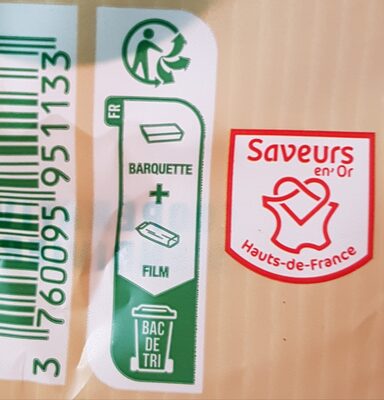 3 760095 951133
FR
BARQUETTE
+
FILM
BAC
DE
TRI
Saveurs
en'Or
Hauts-de-France